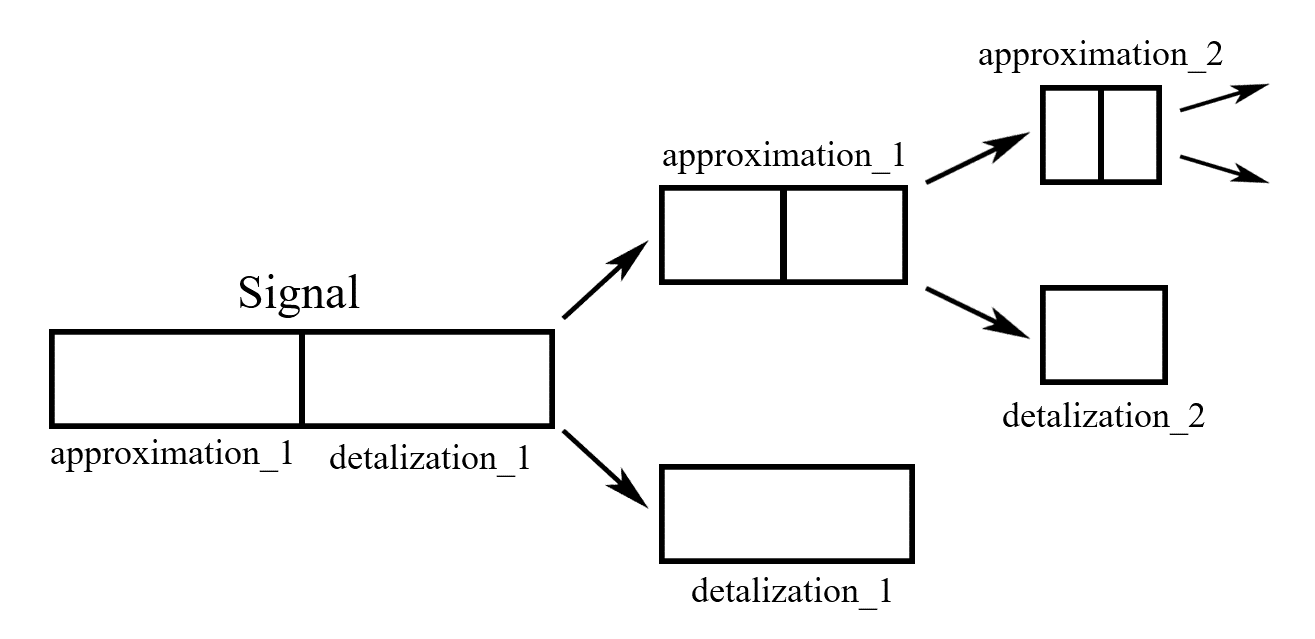 approximation_2
approximation_1
Signal
approximation_1
detalization_1
detalization_2
detalization_1